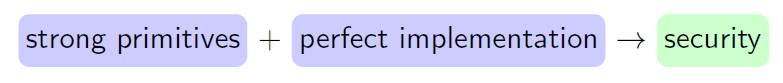 strong primitives + perfect implementation → security